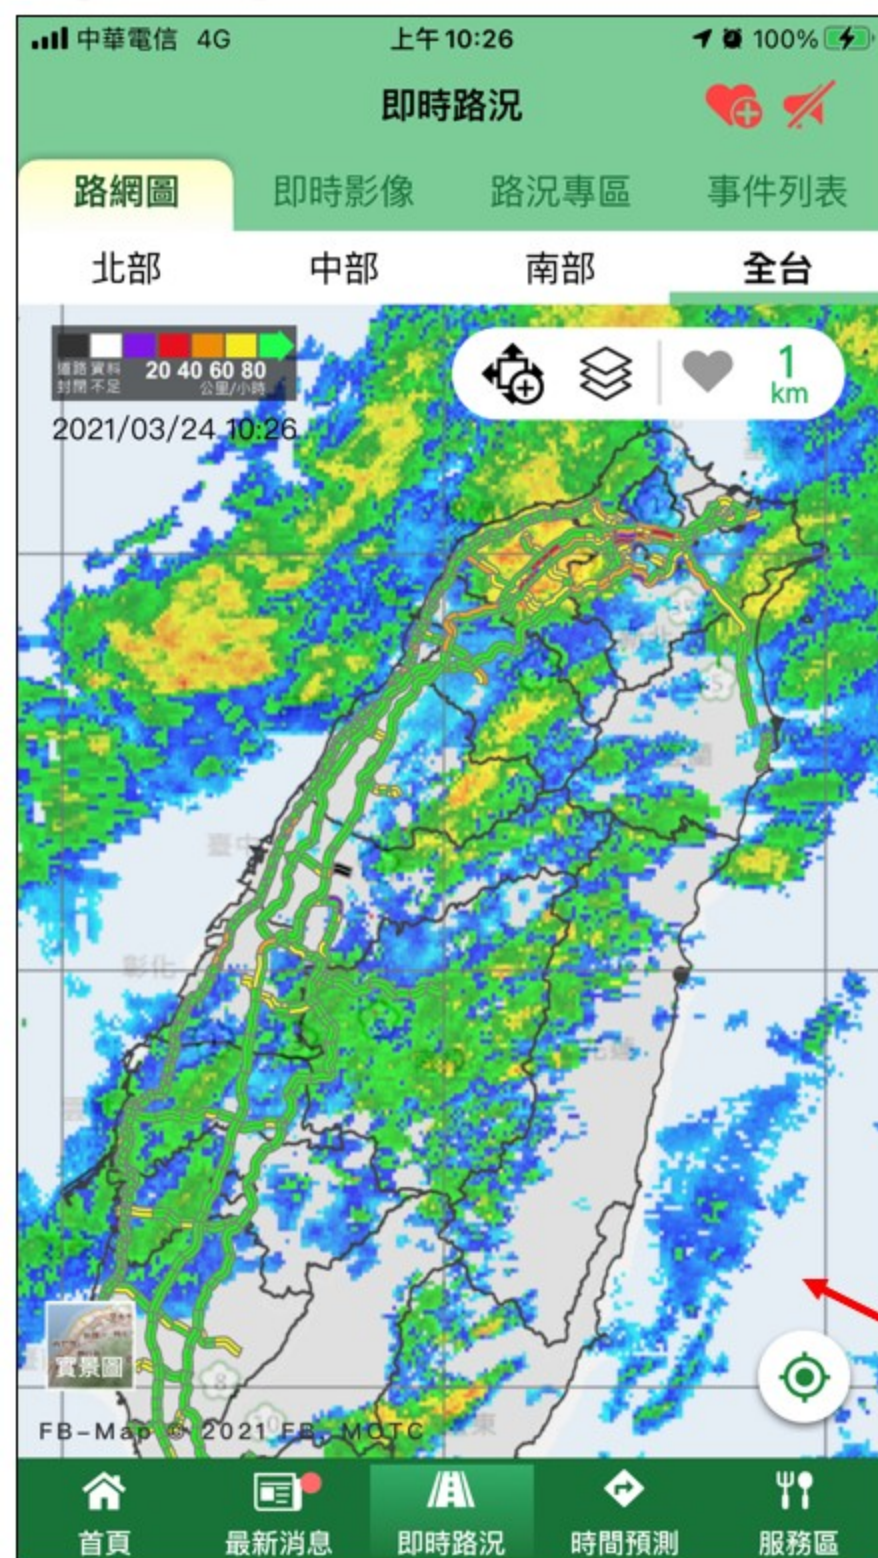 中華電信 4G 上午10:26 100%
即時路況
路網圖 即時影像 路況專區 事件列表
北部 中部 南部 全台
道路 資料 20 40 60 80
封閉 不足 公里/小時
1
km
2021/03/24 10:26
臺中
彰化
實景圖
8
10
東
FB-Map © 2021 FB, MOTC
首頁 最新消息 即時路況 時間預測 服務區